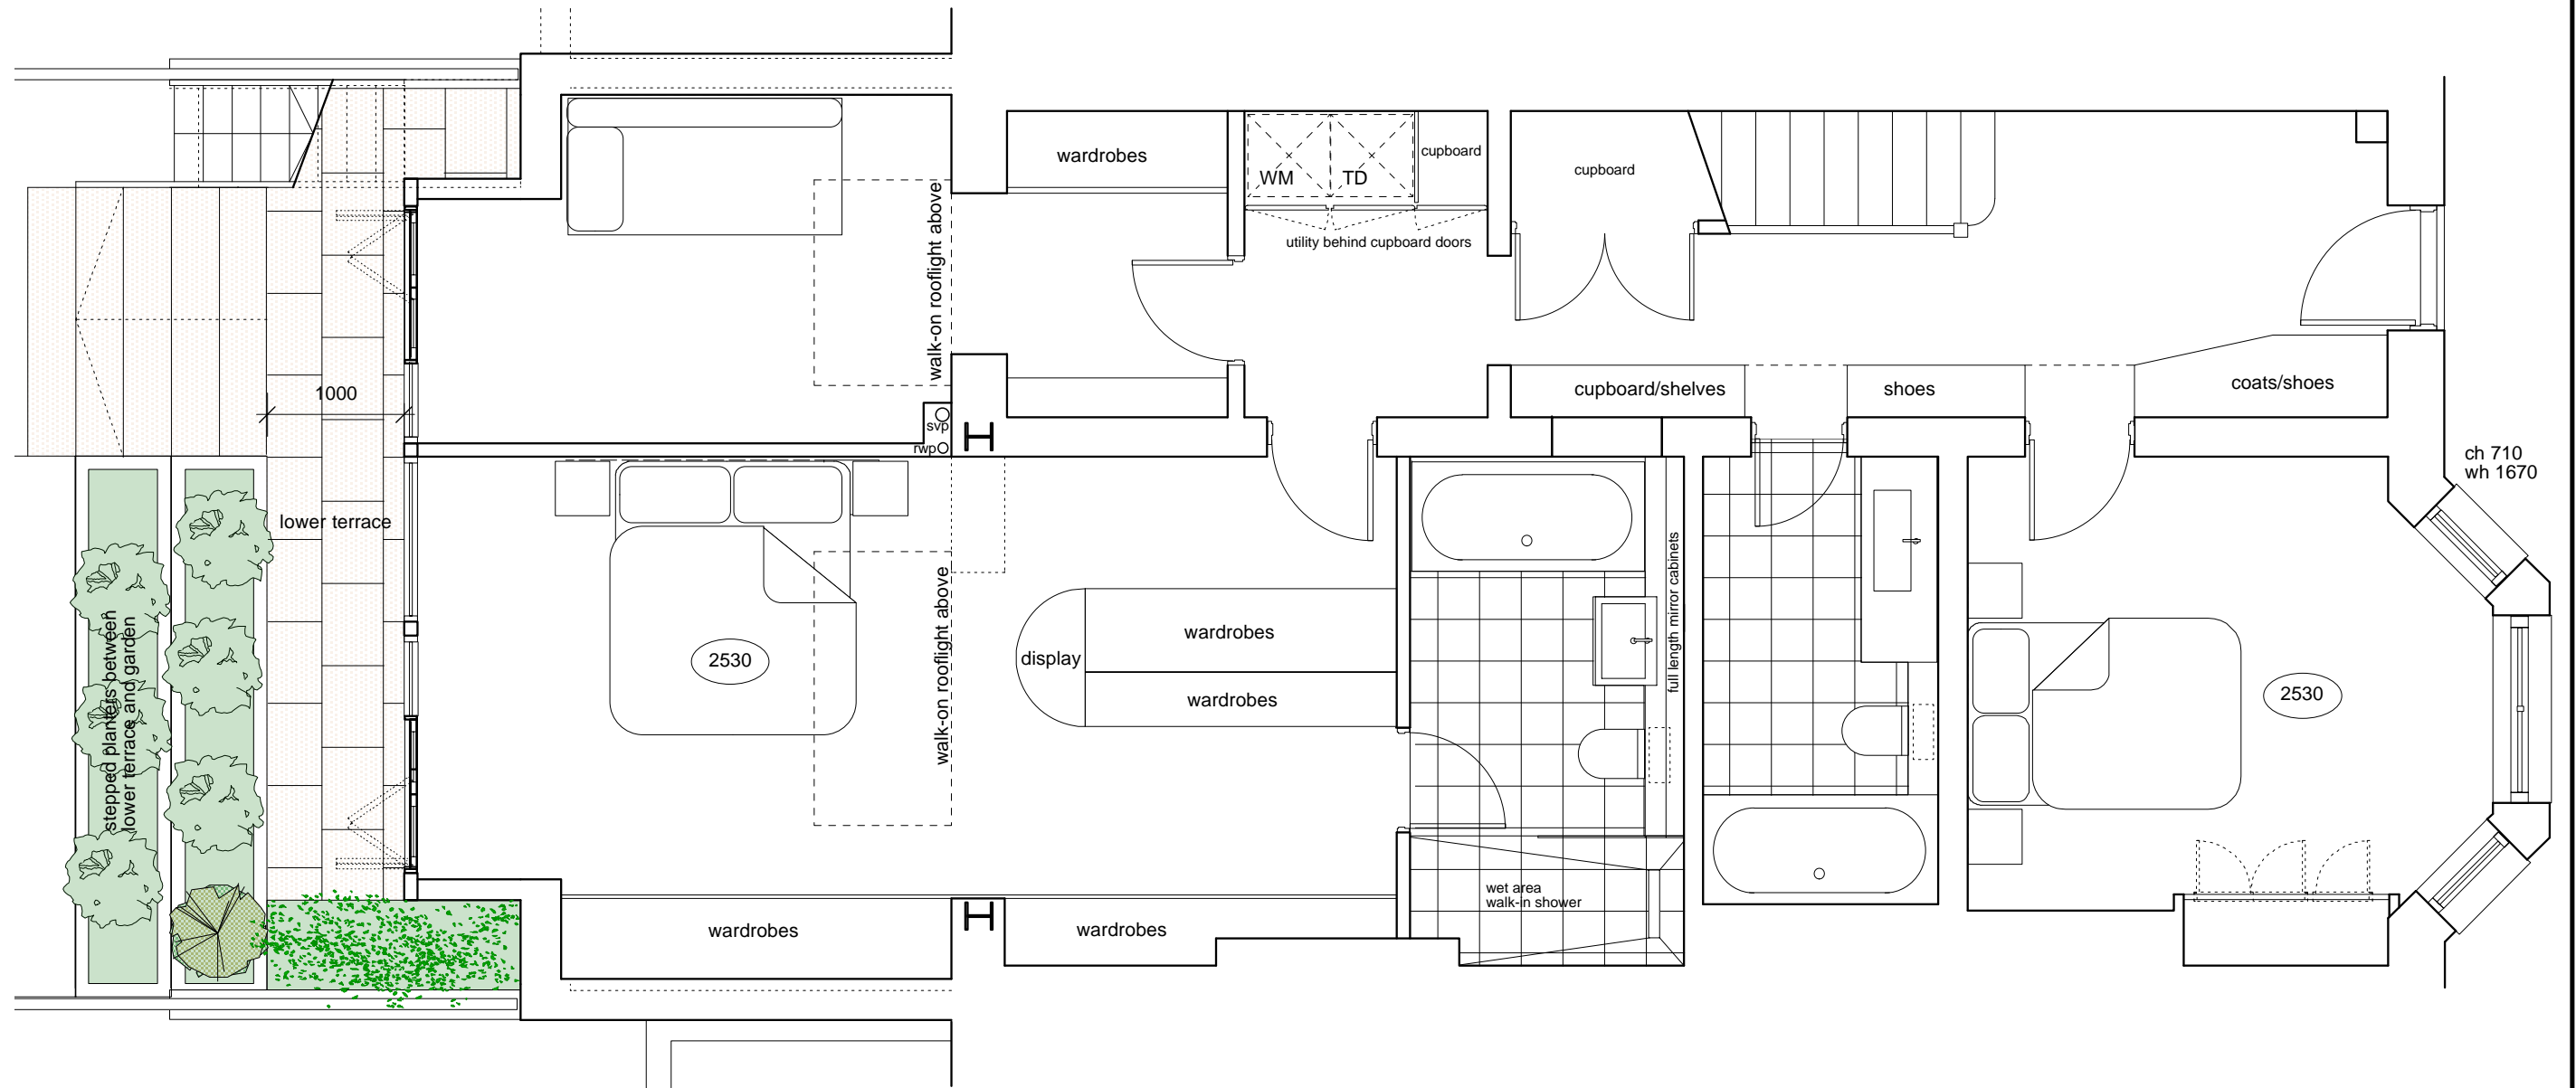 wardrobes
WM
TD
cupboard
cupboard
utility behind cupboard doors
walk-on rooflight above
1000
cupboard/shelves
shoes
coats/shoes
svp
rwp
ch 710
wh 1670
lower terrace
full length mirror cabinets
stepped planters between
lower terrace and garden
walk-on rooflight above
2530
display
wardrobes
wardrobes
2530
wet area
walk-in shower
wardrobes
wardrobes